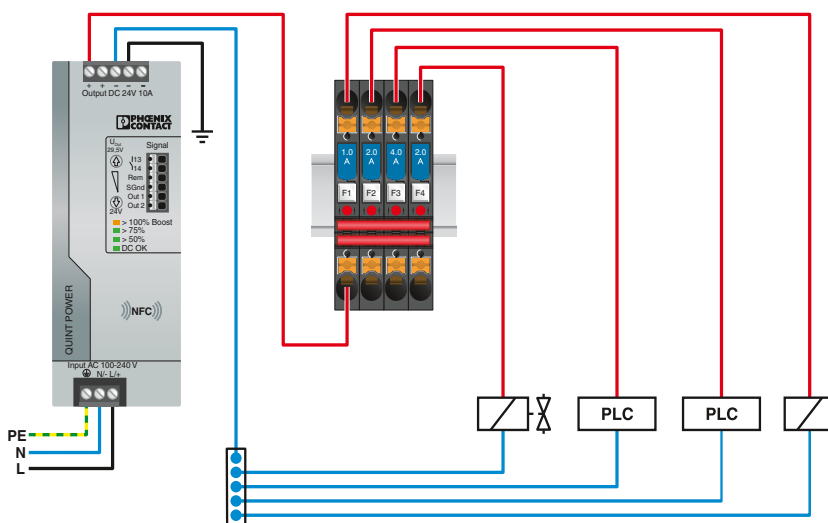 + + − − −
Output DC 24V 10A
PHŒNIX
CONTACT
UOut
29,5V
Signal
13
14
Rem
SGnd
Out 1
Out 2
24V
> 100% Boost
> 75%
> 50%
DC OK
QUINT POWER
NFC
Input AC 100-240 V
N/- L/+
PE
N
L
1.0 A
2.0 A
4.0 A
2.0 A
F1
F2
F3
F4
PLC
PLC